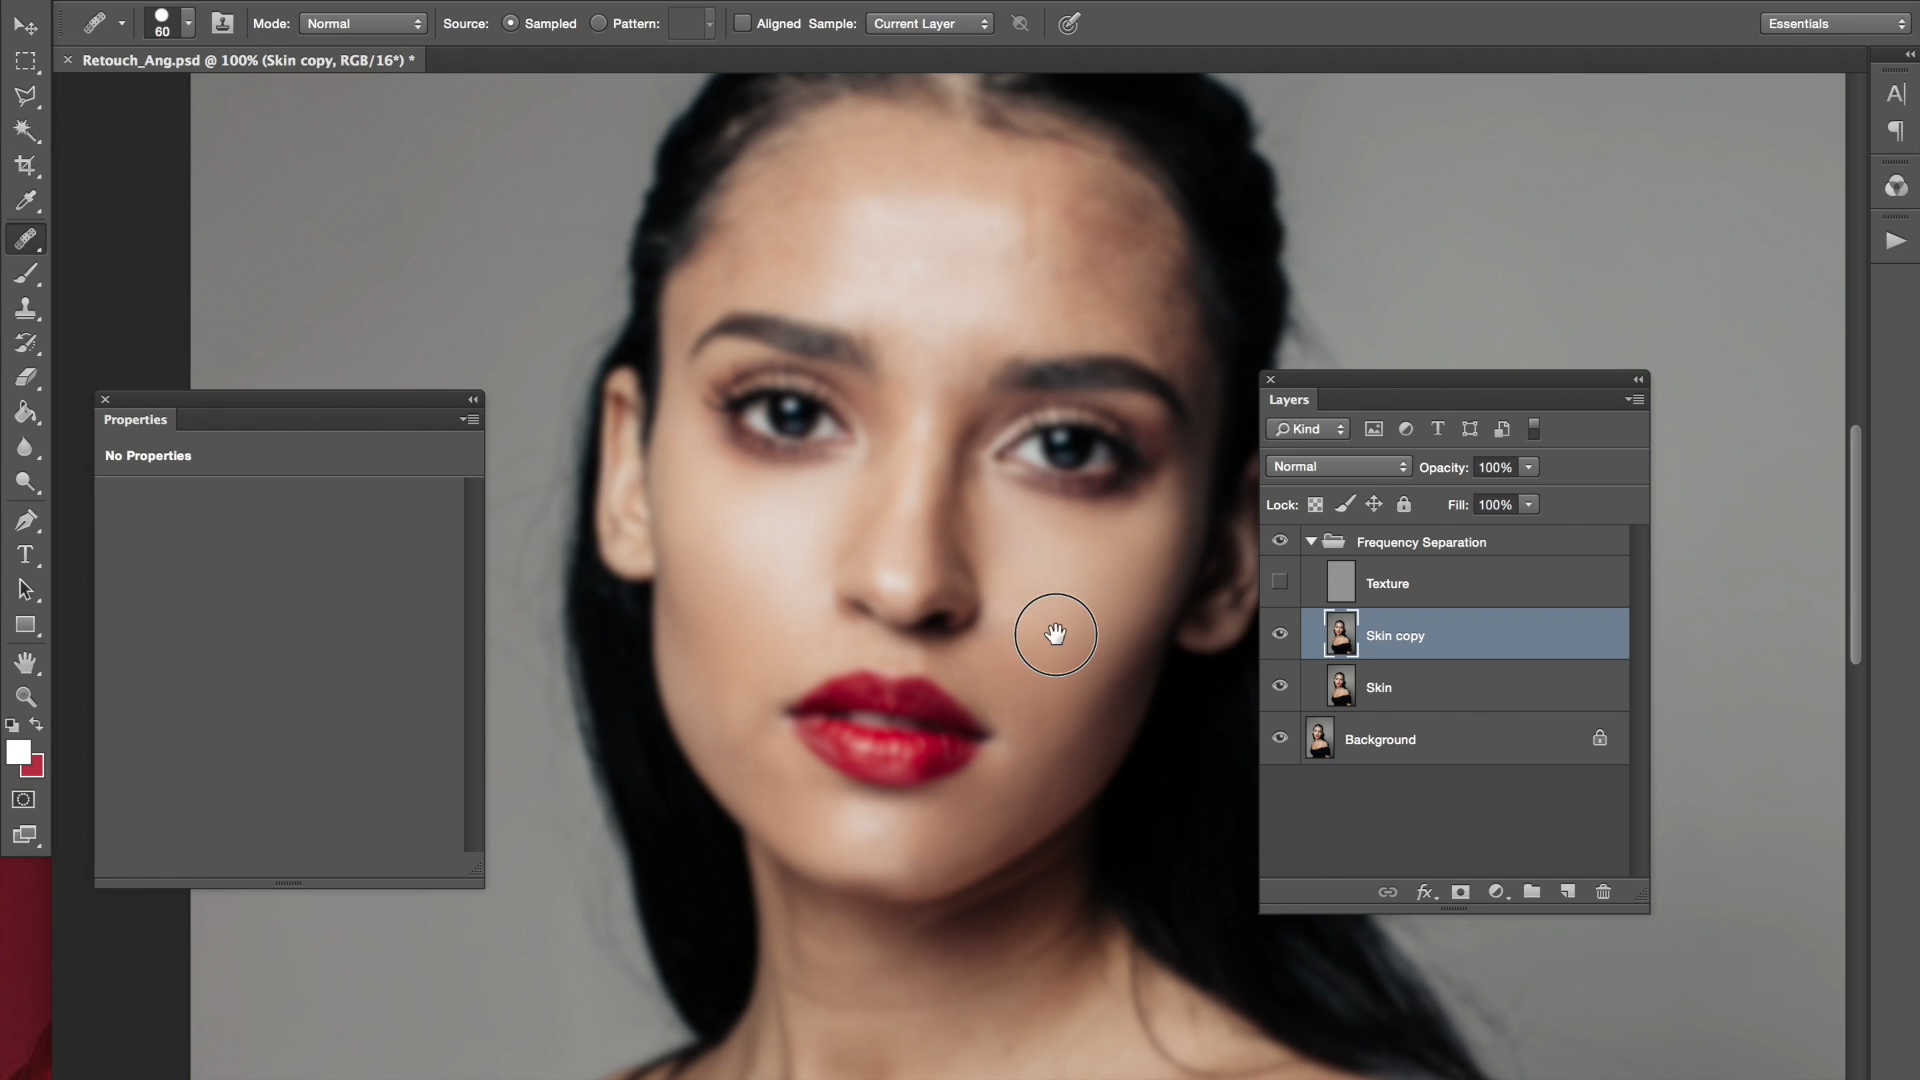 60 Mode: Normal Source: Sampled Pattern: Aligned Sample: Current Layer Essentials
Retouch_Ang.psd @ 100% (Skin copy, RGB/16*) *
Properties
No Properties
Layers
Kind
Normal Opacity: 100%
Lock: Fill: 100%
Frequency Separation
Texture
Skin copy
Skin
Background